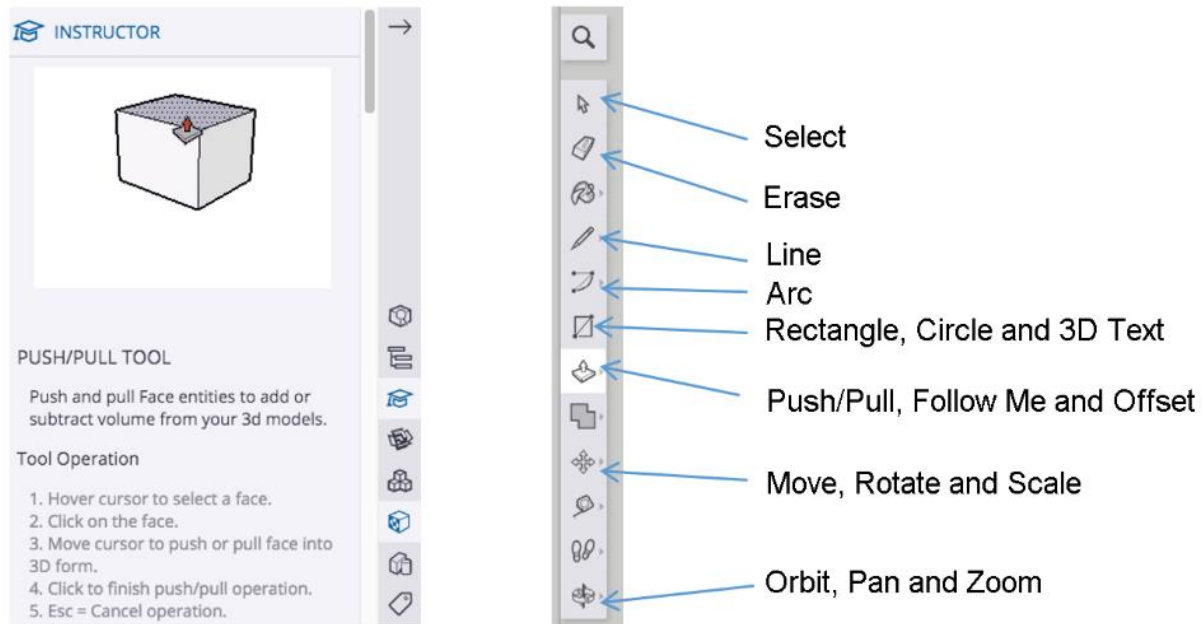 INSTRUCTOR
PUSH/PULL TOOL
Push and pull Face entities to add or
subtract volume from your 3d models.
Tool Operation
1. Hover cursor to select a face.
2. Click on the face.
3. Move cursor to push or pull face into
3D form.
4. Click to finish push/pull operation.
5. Esc = Cancel operation.
Select
Erase
Line
Arc
Rectangle, Circle and 3D Text
Push/Pull, Follow Me and Offset
Move, Rotate and Scale
Orbit, Pan and Zoom